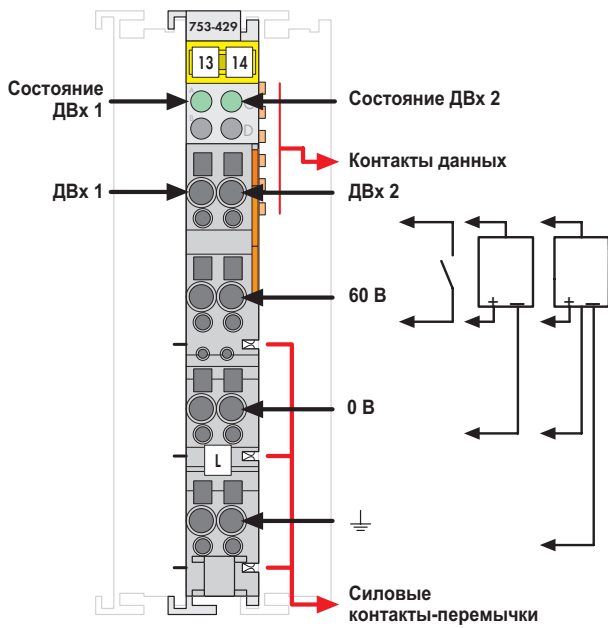 753-429
13 14
A C
B D
Состояние
ДВх 1
Состояние ДВх 2
Контакты данных
ДВх 1
ДВх 2
60 В
+ − + −
0 В
L
Силовые
контакты-перемычки